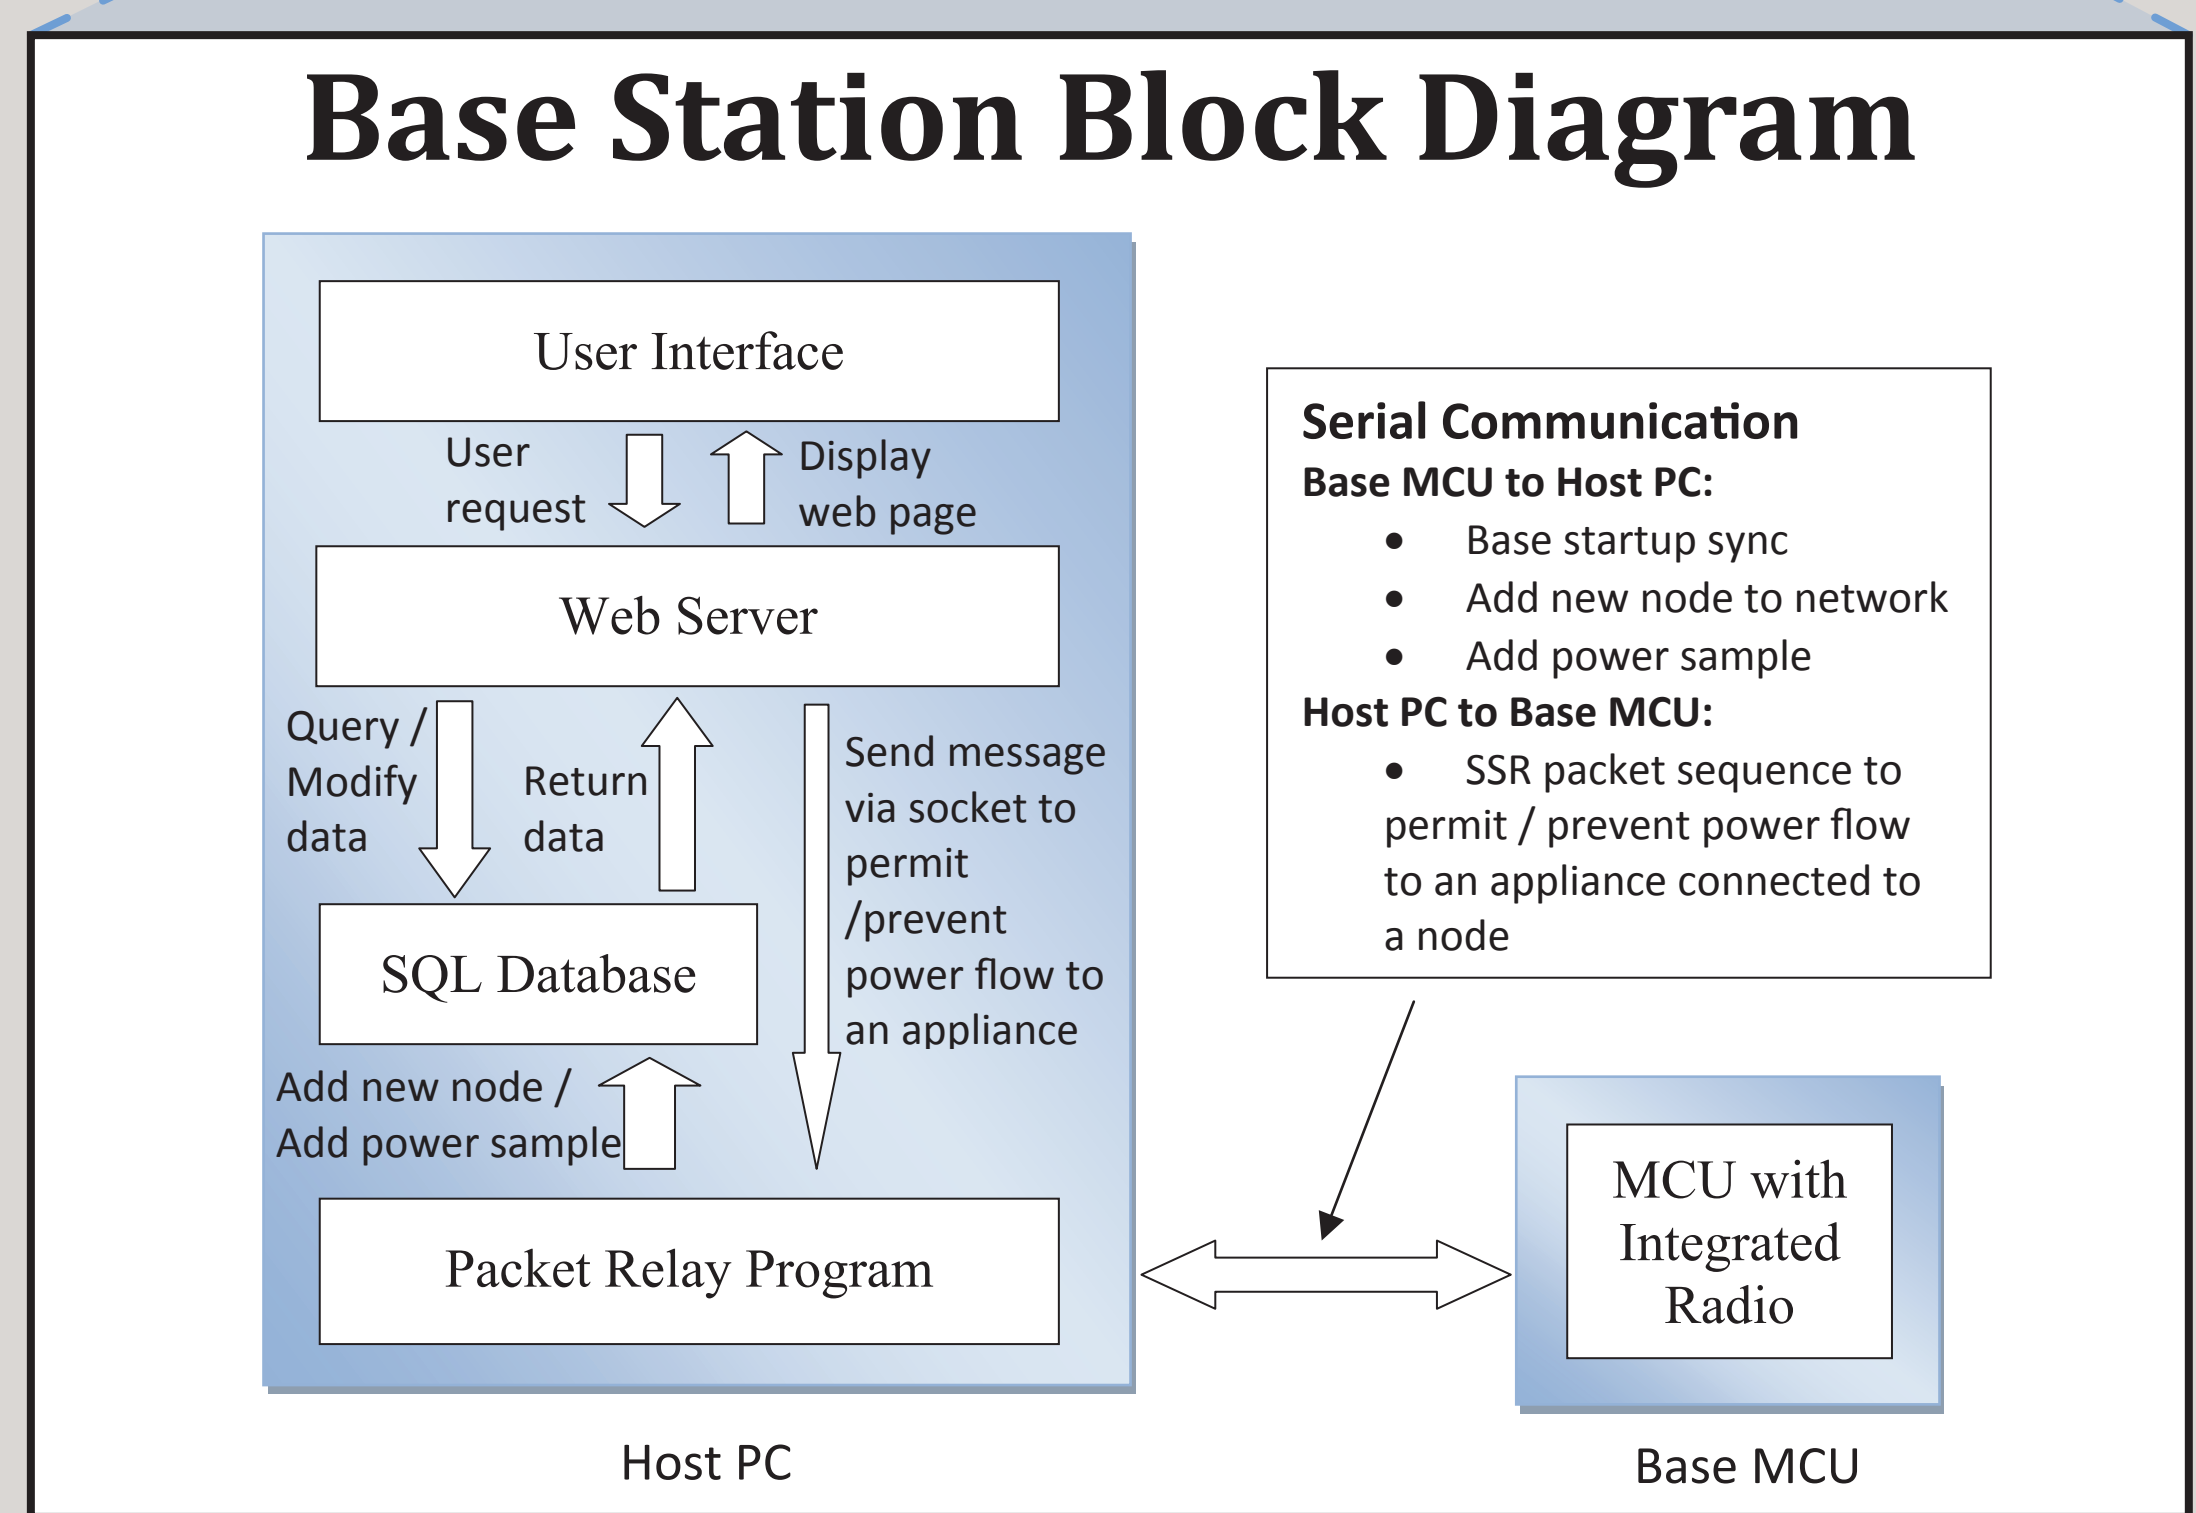 Base Station Block Diagram
User Interface
User
request
Display
web page
Web Server
Query /
Modify
data
Return
data
Send message
via socket to
permit
/prevent
power flow to
an appliance
SQL Database
Add new node /
Add power sample
Packet Relay Program
Host PC
Serial Communication
Base MCU to Host PC:
• Base startup sync
• Add new node to network
• Add power sample
Host PC to Base MCU:
• SSR packet sequence to
permit / prevent power flow
to an appliance connected to
a node
MCU with
Integrated
Radio
Base MCU